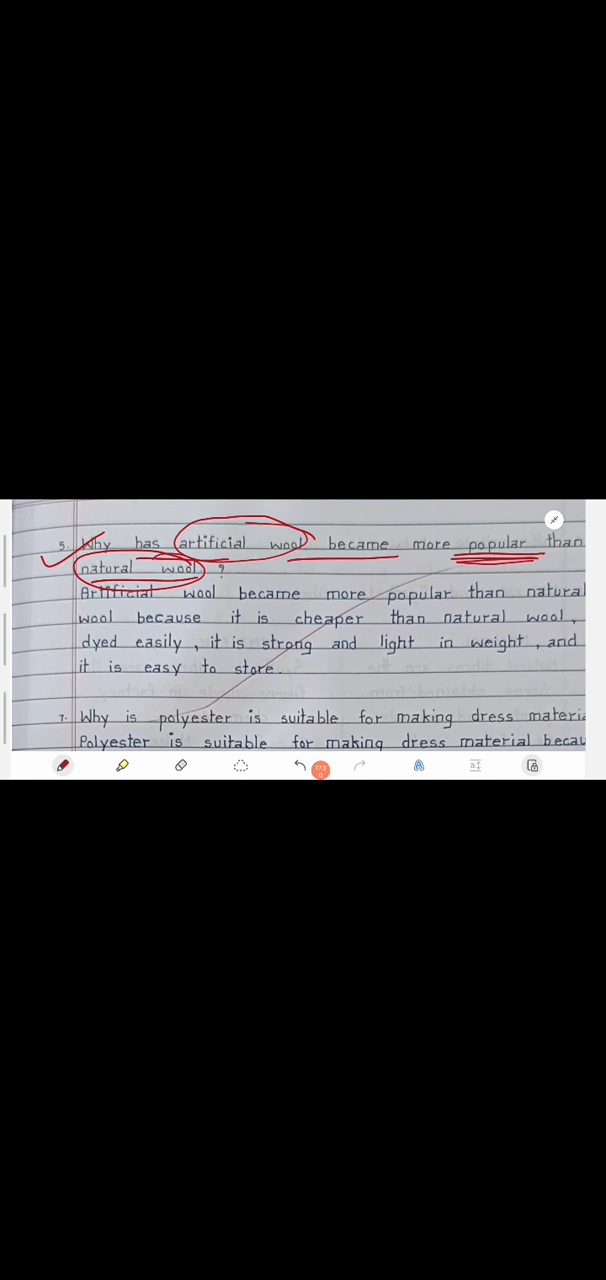 5. Why has artificial wool became more popular than
natural wool ?
Artificial wool became more popular than natural
wool because it is cheaper than natural wool,
dyed easily, it is strong and light in weight, and
it is easy to store.
7. Why is polyester is suitable for making dress materia
Polyester is suitable for making dress material becau